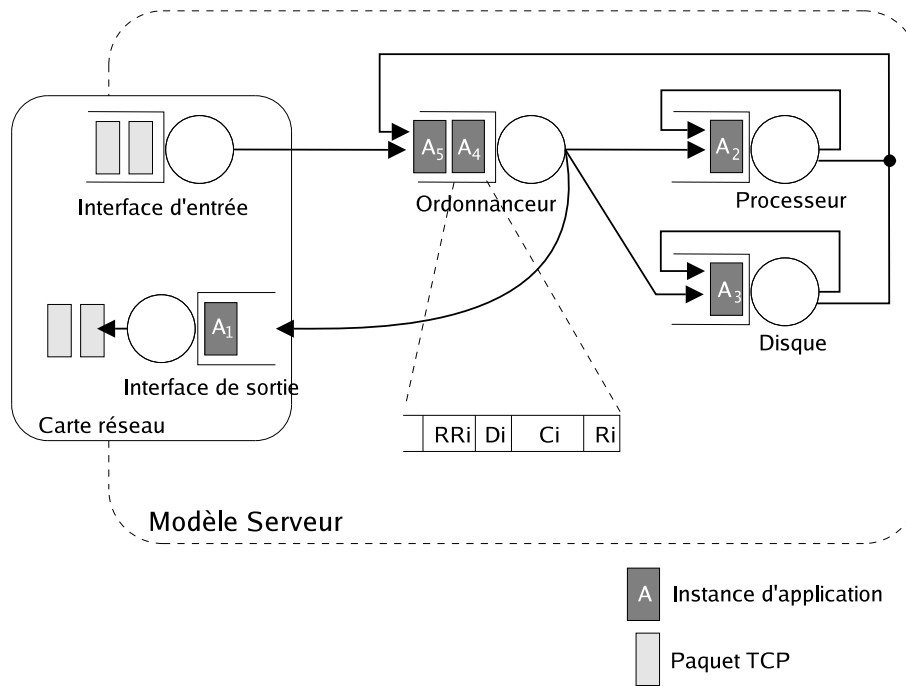 A5 A4
A2
Interface d'entrée
Ordonnanceur
Processeur
A1
A3
Interface de sortie
Disque
Carte réseau
RRi Di Ci Ri
Modèle Serveur
A Instance d'application
Paquet TCP